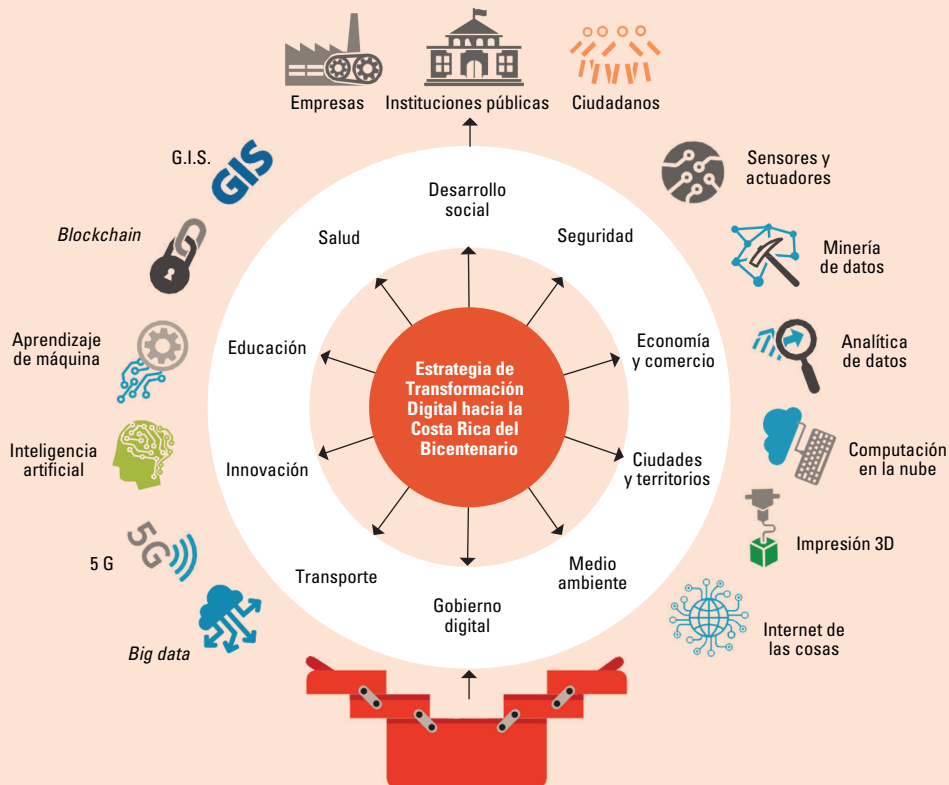 Empresas
Instituciones públicas
Ciudadanos
G.I.S.
GIS
Blockchain
Aprendizaje
de máquina
Inteligencia
artificial
5 G
5G
Big data
Desarrollo
social
Salud
Seguridad
Educación
Economía
y comercio
Estrategia de
Transformación
Digital hacia la
Costa Rica del
Bicentenario
Innovación
Ciudades
y territorios
Transporte
Medio
ambiente
Gobierno
digital
Sensores y
actuadores
Minería
de datos
Analítica
de datos
Computación
en la nube
Impresión 3D
Internet de
las cosas